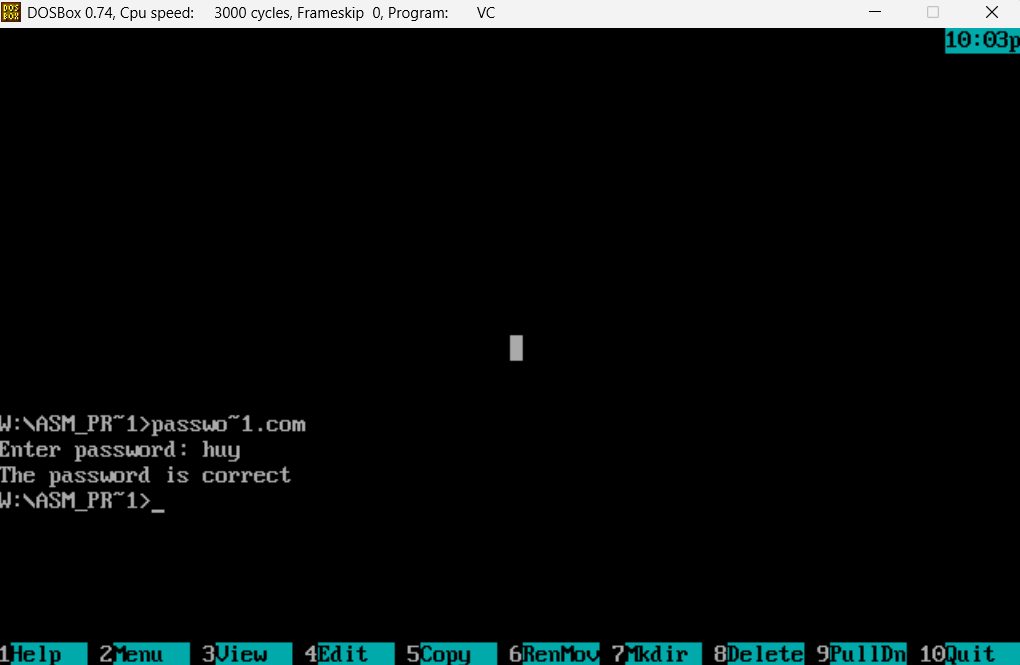 DOSBox 0.74, Cpu speed: 3000 cycles, Frameskip 0, Program: VC
10:03p
W:\ASM_PR~1>passwo~1.com
Enter password: huy
The password is correct
W:\ASM_PR~1>_
1Help 2Menu 3View 4Edit 5Copy 6RenMov 7Mkdir 8Delete 9PullDn 10Quit